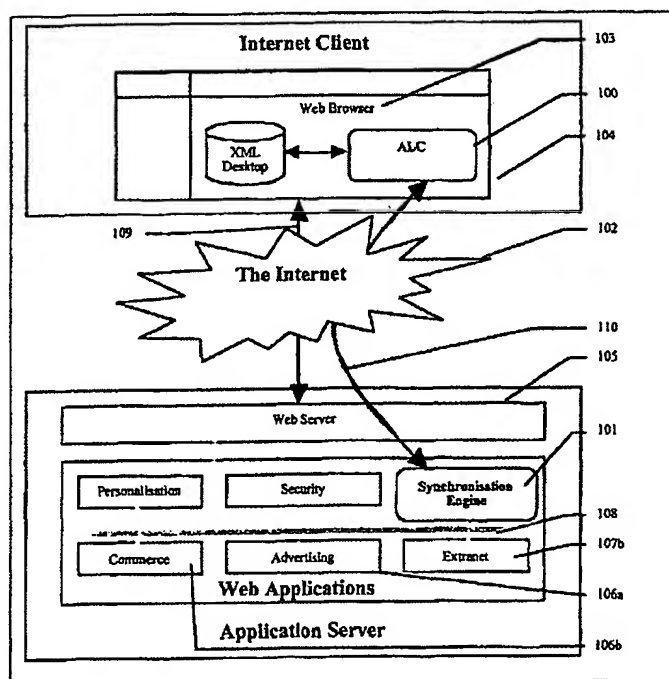 Internet Client
103
Web Browser
100
XML
Desktop
ALC
104
109
102
The Internet
110
105
Web Server
101
Personalisation
Security
Synchronisation
Engine
108
Commerce
Advertising
Extranet
107b
Web Applications
106a
Application Server
106b